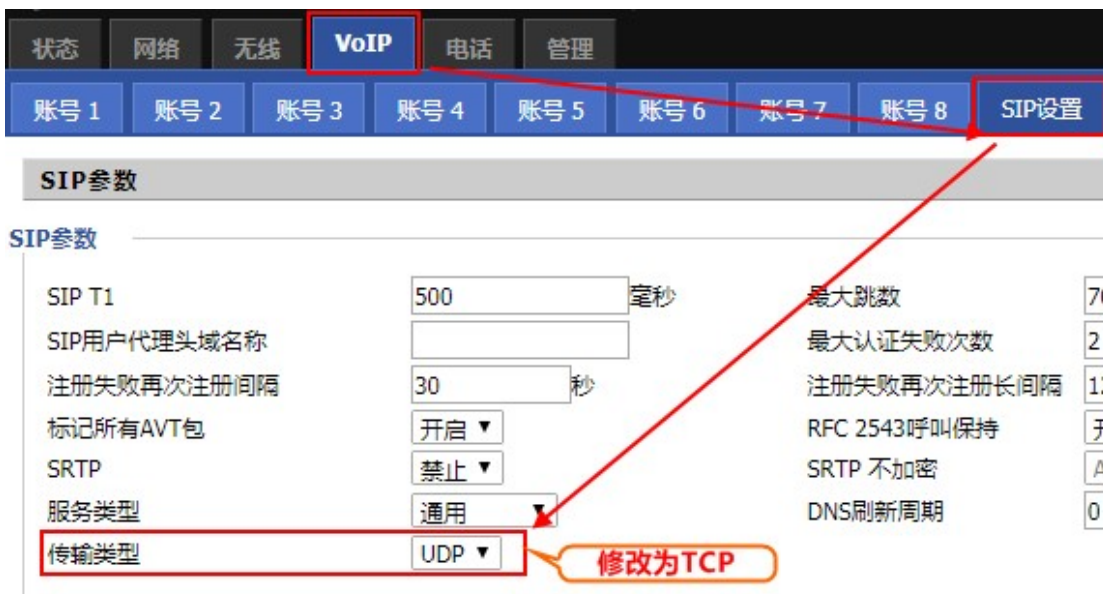 状态 网络 无线 VoIP 电话 管理
账号 1 账号 2 账号 3 账号 4 账号 5 账号 6 账号 7 账号 8 SIP设置
SIP参数
SIP参数
SIP T1 500 毫秒 最大跳数
SIP用户代理头域名称 最大认证失败次数 2
注册失败再次注册间隔 30 秒 注册失败再次注册长间隔
标记所有AVT包 开启 RFC 2543呼叫保持
SRTP 禁止 SRTP 不加密
服务类型 通用 DNS刷新周期 0
传输类型 UDP 修改为TCP